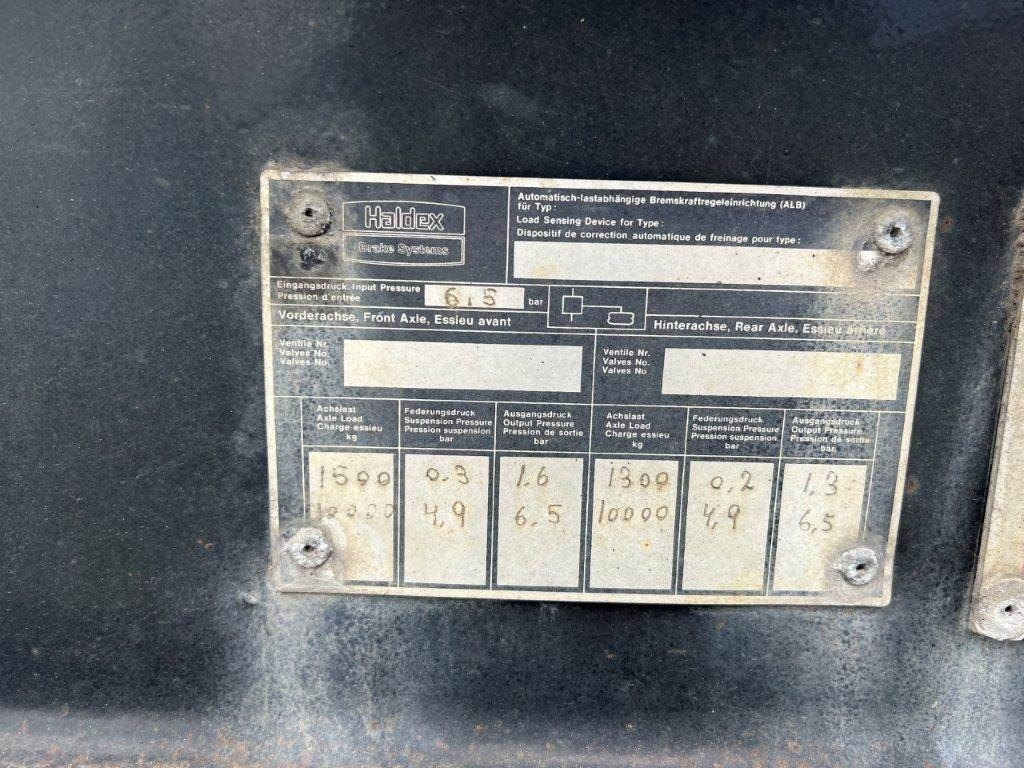 Haldex
Brake Systems
Automatisch-lastabhängige Bremskraftregeleinrichtung (ALB)
für Typ:
Load Sensing Device for Type:
Dispositif de correction automatique de freinage pour type:
Eingangsdruck, Input Pressure
Pression d'entrée
6,5 bar
Vorderachse, Front Axle, Essieu avant
Hinterachse, Rear Axle, Essieu arrière
Ventile Nr.
Valves No.
Valves No
Ventile Nr.
Valves No.
Valves No
Achslast
Axle Load
Charge essieu
kg
Federungsdruck
Suspension Pressure
Pression suspension
bar
Ausgangsdruck
Output Pressure
Pression de sortie
bar
Achslast
Axle Load
Charge essieu
kg
Federungsdruck
Suspension Pressure
Pression suspension
bar
Ausgangsdruck
Output Pressure
Pression de sortie
bar
1500 0.3 1.6 1300 0,2 1,3
10000 4,9 6,5 10000 4,9 6,5